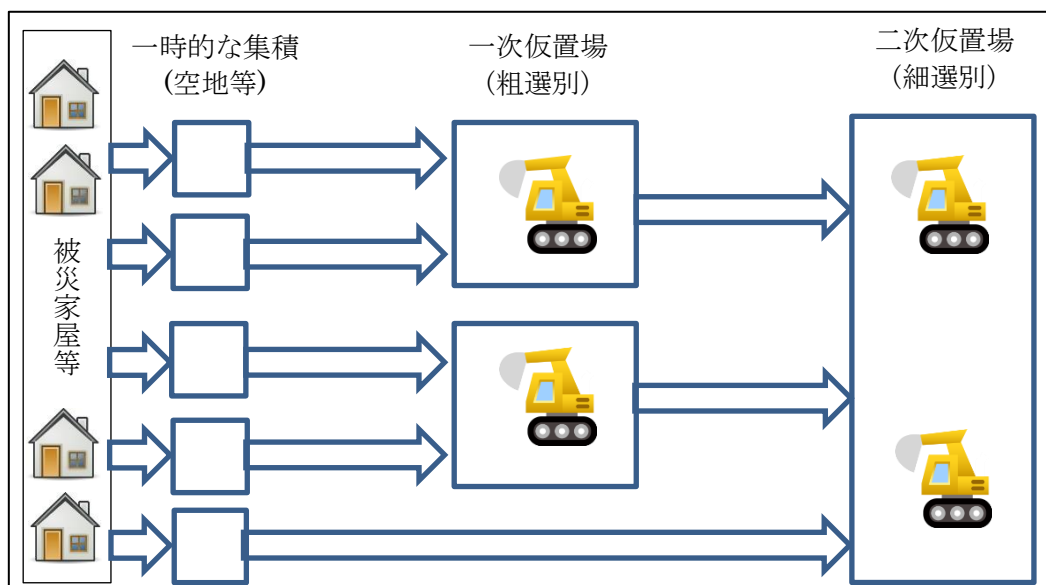 一時的な集積
(空地等)
一次仮置場
(粗選別)
二次仮置場
(細選別)
被災家屋等